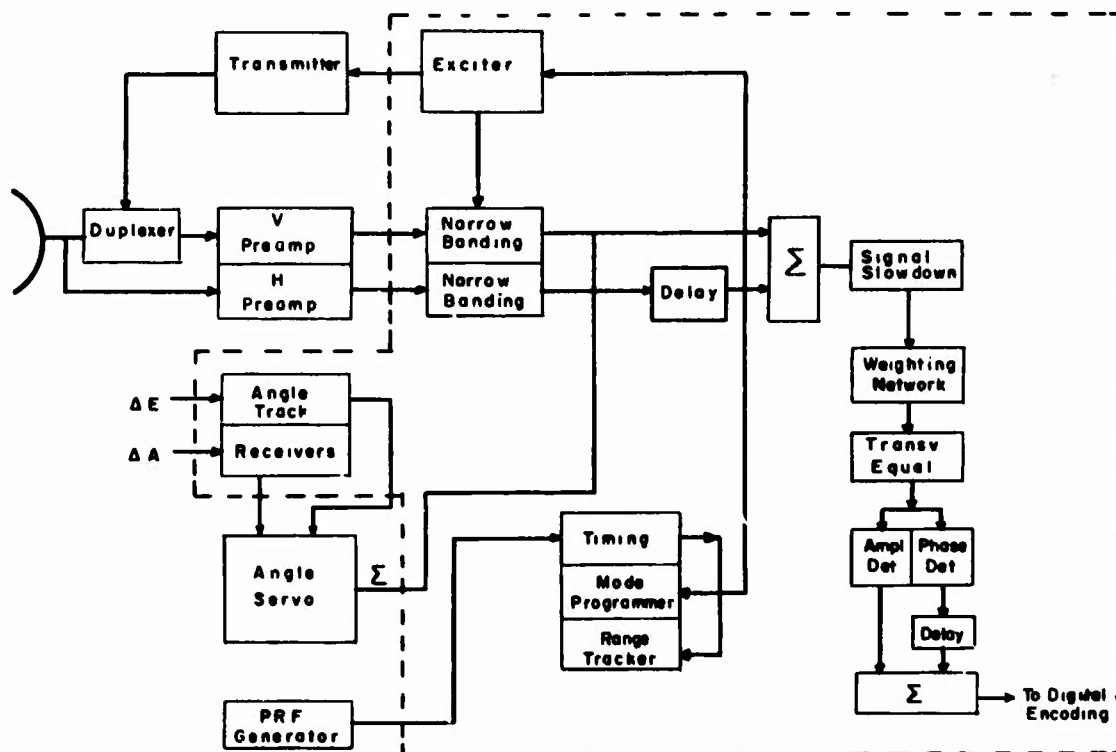 Transmitter
Exciter
Duplexer
V
Preamp
H
Preamp
Narrow
Banding
Narrow
Banding
Delay
Σ
Signal
Slowdown
Weighting
Network
Transv
Equal
Ampl
Det
Phase
Det
Delay
Σ
To Digital &
Encoding
ΔE
ΔA
Angle
Track
Receivers
Angle
Servo
Σ
Timing
Mode
Programmer
Range
Tracker
PRF
Generator